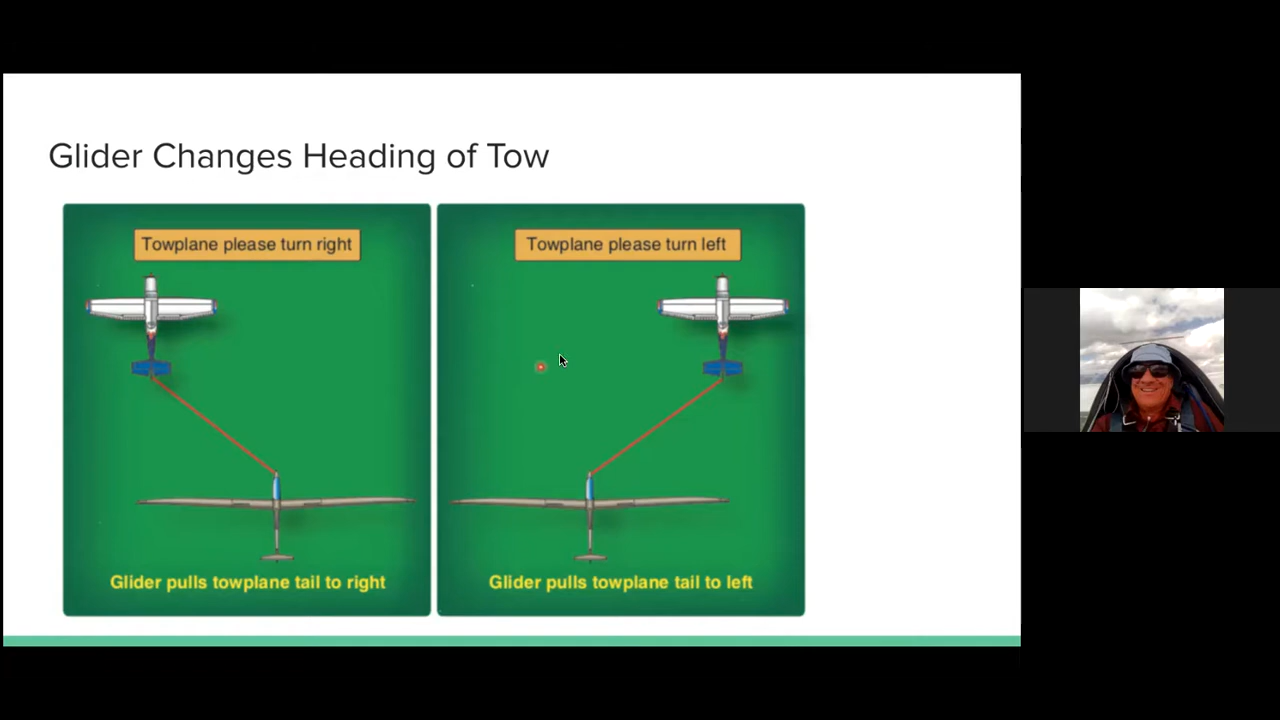 Glider Changes Heading of Tow
Towplane please turn right
Glider pulls towplane tail to right
Towplane please turn left
Glider pulls towplane tail to left